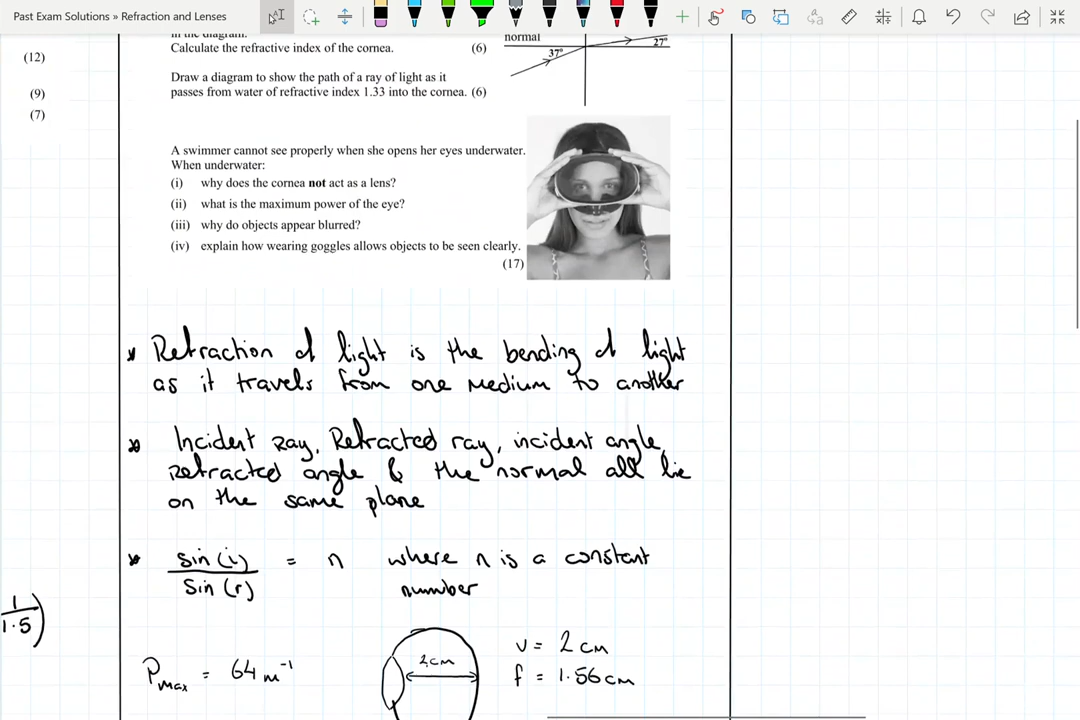 Past Exam Solutions » Refraction and Lenses
in the diagram.
Calculate the refractive index of the cornea. (6)
normal
37°
27°
(12)
Draw a diagram to show the path of a ray of light as it
passes from water of refractive index 1.33 into the cornea. (6)
(9)
(7)
A swimmer cannot see properly when she opens her eyes underwater.
When underwater:
(i) why does the cornea not act as a lens?
(ii) what is the maximum power of the eye?
(iii) why do objects appear blurred?
(iv) explain how wearing goggles allows objects to be seen clearly.
(17)
Refraction of light is the bending of light
as it travels from one medium to another
Incident Ray, Refracted ray, incident angle,
refracted angle & the normal all lie
on the same plane
Sin (i) = n where n is a constant
Sin (r) number
1
1.5)
Pmax = 64 m⁻¹
2cm
v = 2 cm
f = 1.56 cm